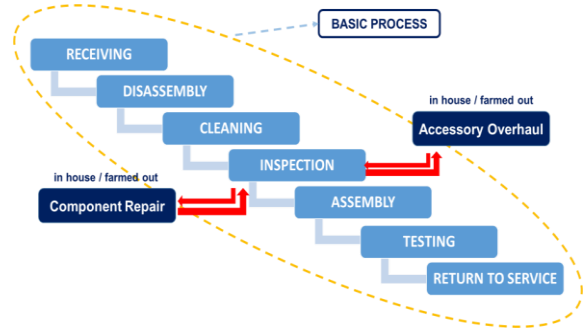 BASIC PROCESS
RECEIVING
DISASSEMBLY
in house / farmed out
Accessory Overhaul
CLEANING
INSPECTION
in house / farmed out
Component Repair
ASSEMBLY
TESTING
RETURN TO SERVICE